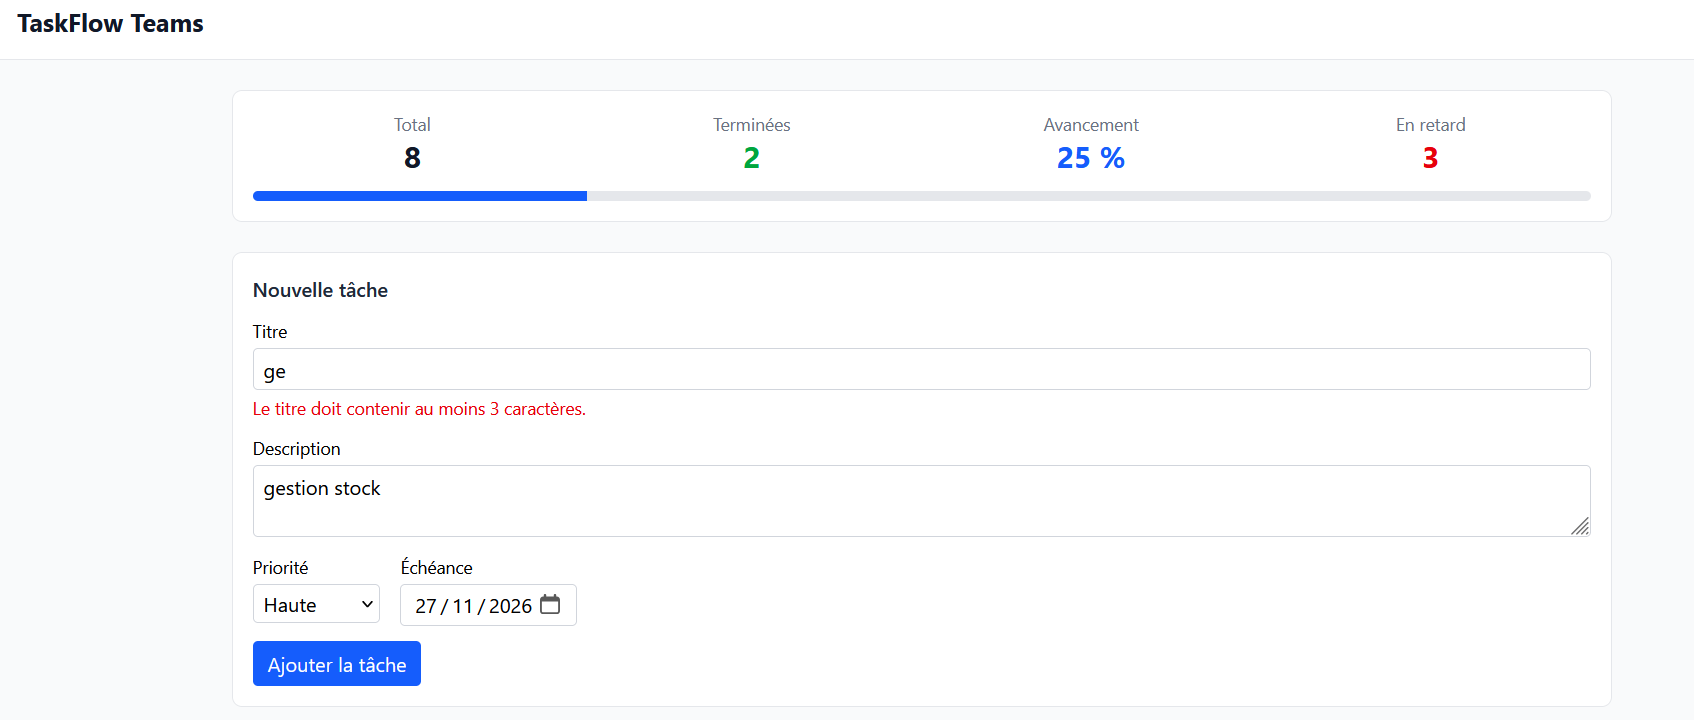 TaskFlow Teams
Total
8
Terminées
2
Avancement
25 %
En retard
3
Nouvelle tâche
Titre
ge
Le titre doit contenir au moins 3 caractères.
Description
gestion stock
Priorité
Haute
Échéance
27/11/2026
Ajouter la tâche